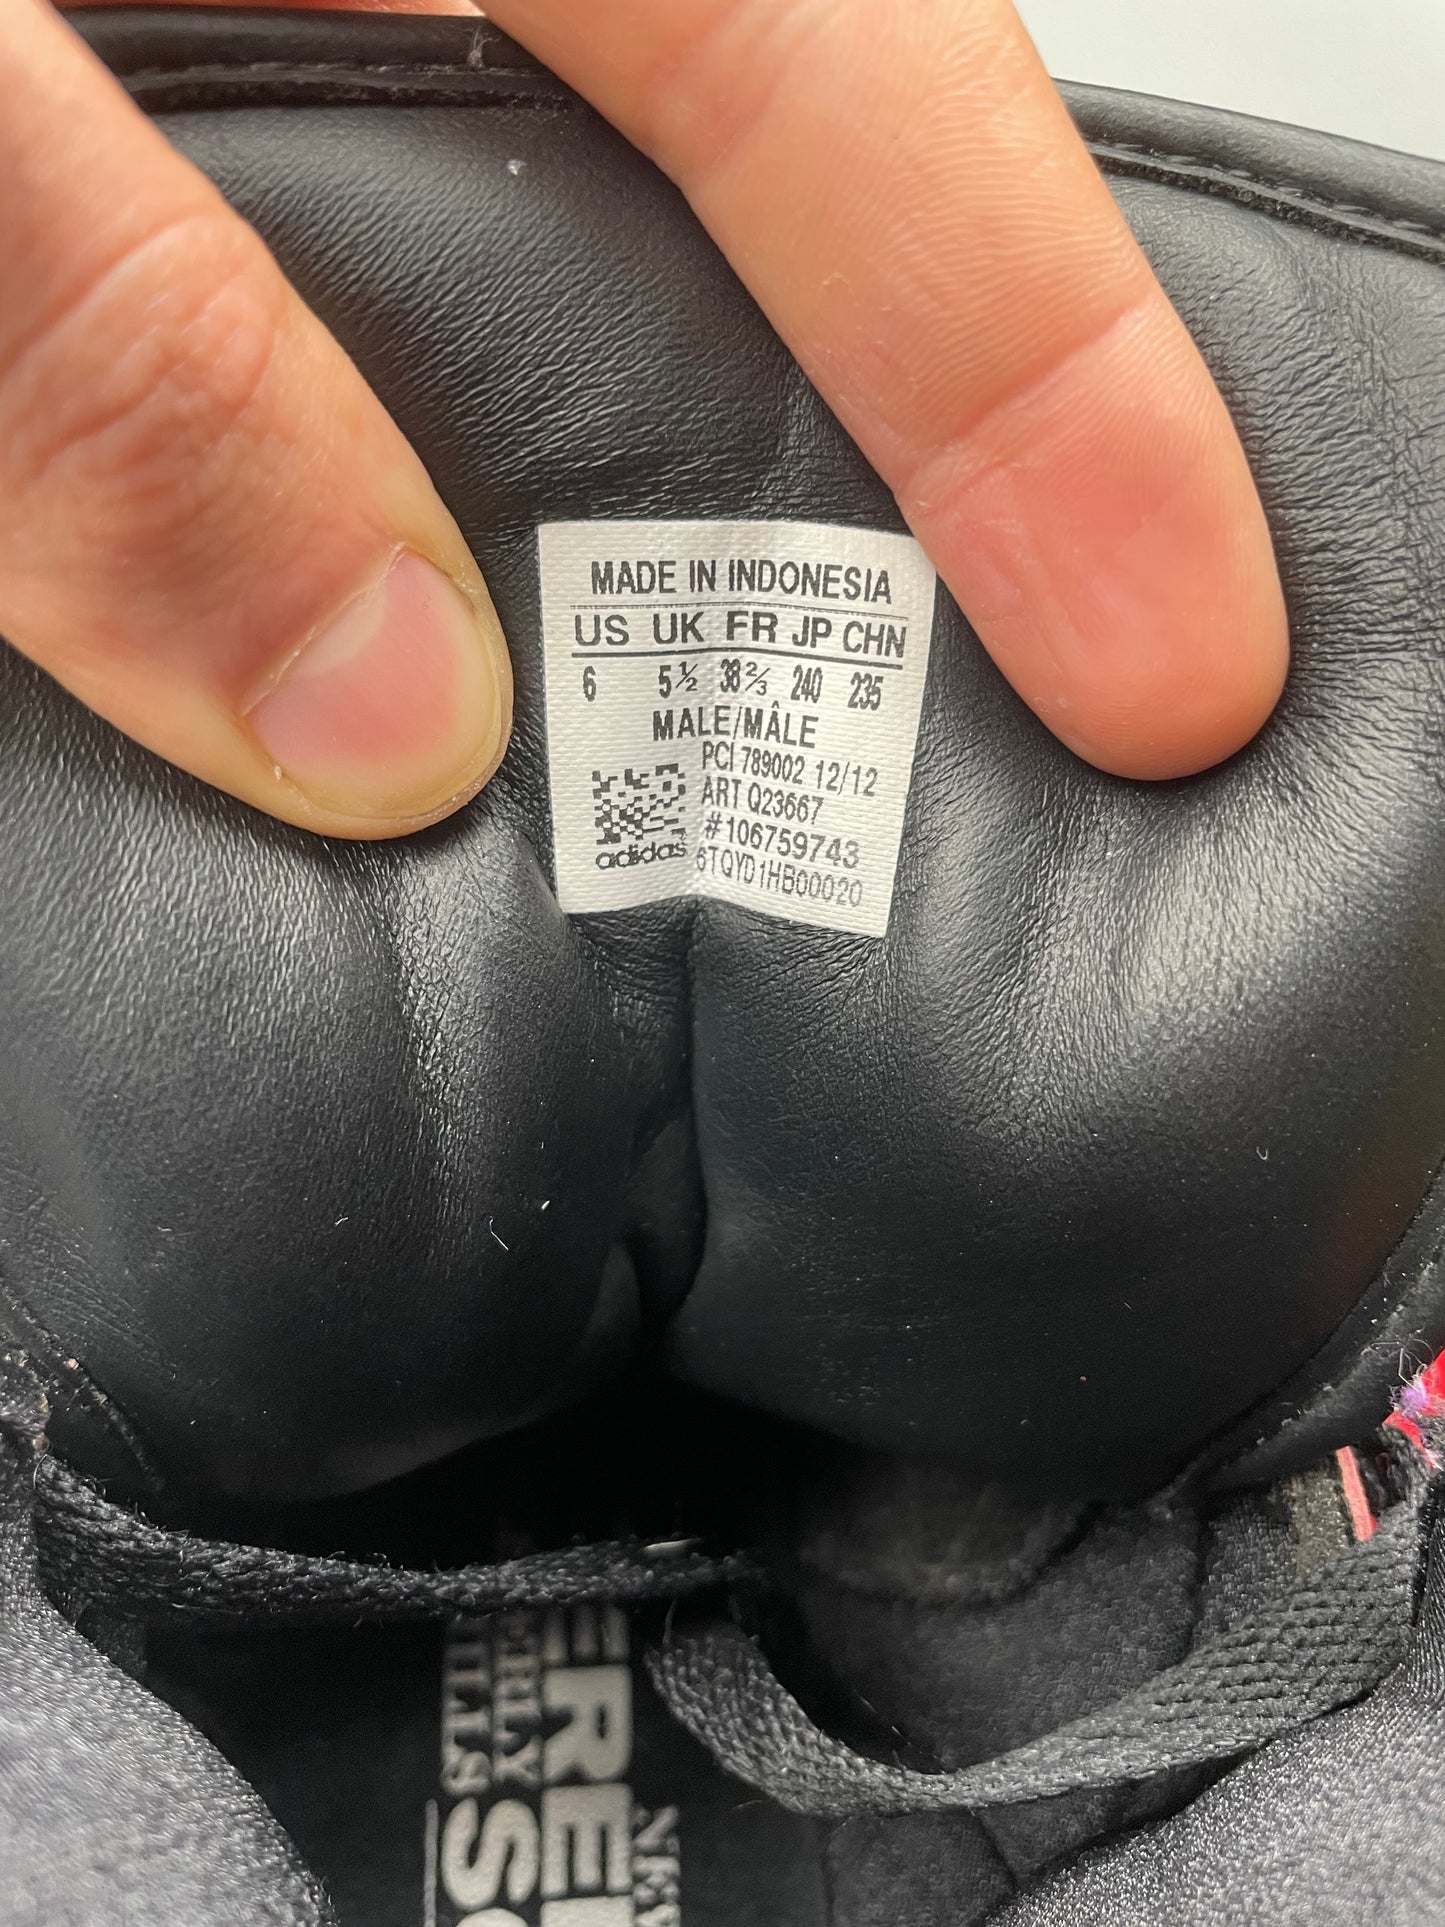 MADE IN INDONESIA
US UK FR JP CHN
6 5½ 38⅔ 240 235
MALE/MÂLE
PCI 789002 12/12
ART Q23667
#106759743
6TQYD1HB00020
adidas